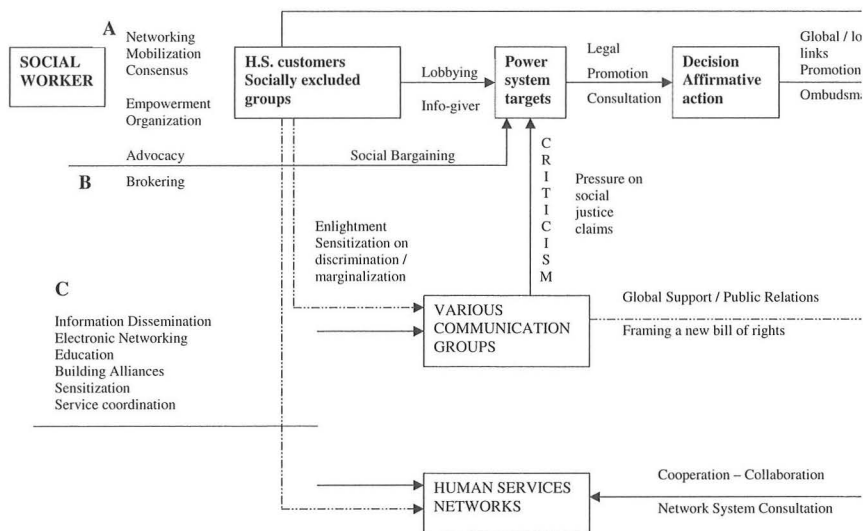 A
Networking
Mobilization
Consensus
Empowerment
Organization
SOCIAL
WORKER
H.S. customers
Socially excluded
groups
Lobbying
Info-giver
Power
system
targets
Legal
Promotion
Consultation
Decision
Affirmative
action
Global / lo
links
Promotion
Ombudsma
Advocacy
Social Bargaining
B
Brokering
CRITICISM
Pressure on
social
justice
claims
Enlightment
Sensitization on
discrimination /
marginalization
C
Information Dissemination
Electronic Networking
Education
Building Alliances
Sensitization
Service coordination
VARIOUS
COMMUNICATION
GROUPS
Global Support / Public Relations
Framing a new bill of rights
HUMAN SERVICES
NETWORKS
Cooperation – Collaboration
Network System Consultation